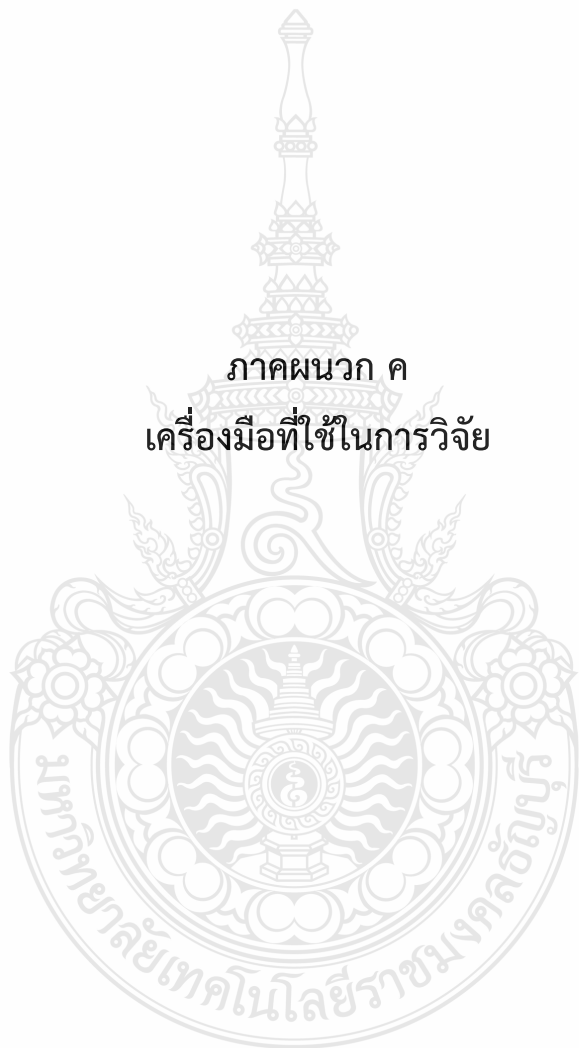 ภาคผนวก ค
เครื่องมือที่ใช้ในการวิจัย
มหาวิทยาลัยเทคโนโลยีราชมงคลธัญบุรี